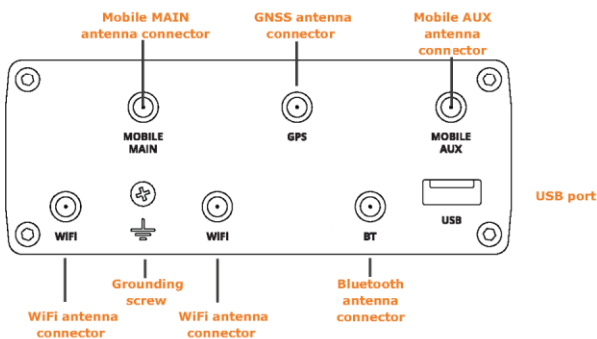 Mobile MAIN
antenna connector
GNSS antenna
connector
Mobile AUX
antenna
connector
MOBILE
MAIN
GPS
MOBILE
AUX
USB port
USB
WIFI
WIFI
BT
Grounding
screw
Bluetooth
antenna
connector
WiFi antenna
connector
WiFi antenna
connector